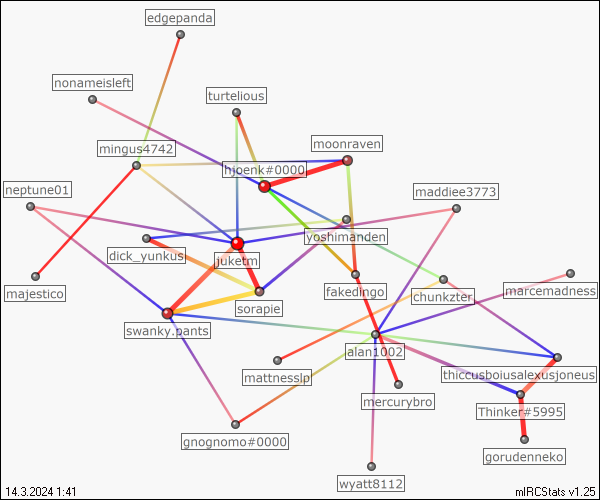 edgepanda
nonameisleft
turtelious
moonraven
mingus4742
hjoenk#0000
neptune01
maddiee3773
yoshimanden
dick_yunkus
juketm
majestico
sorapie
fakedingo
chunkzter
marcemadness
swanky.pants
alan1002
mattnesslp
thiccusboiusalexusjoneus
mercurybro
Thinker#5995
gnognomo#0000
gorudenneko
wyatt8112
14.3.2024 1:41
mIRCStats v1.25